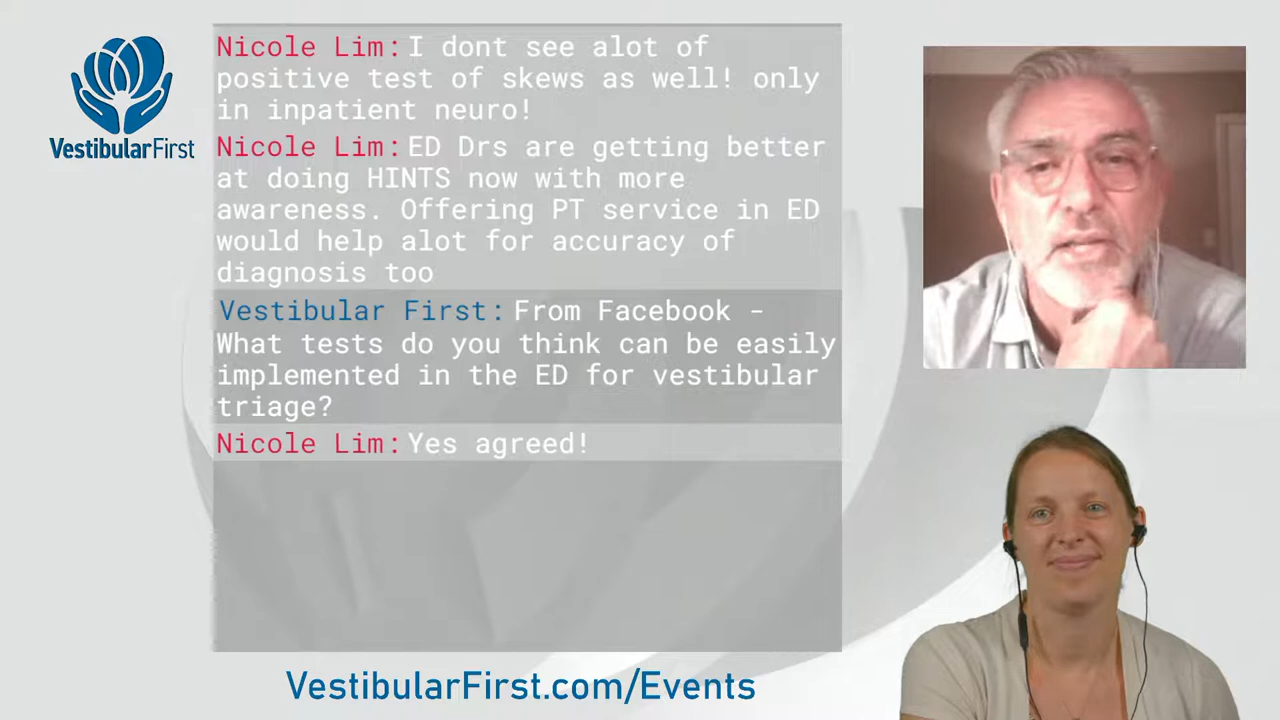 VestibularFirst
Nicole Lim: I dont see alot of
positive test of skews as well! only
in inpatient neuro!
Nicole Lim: ED Drs are getting better
at doing HINTS now with more
awareness. Offering PT service in ED
would help alot for accuracy of
diagnosis too
Vestibular First: From Facebook -
What tests do you think can be easily
implemented in the ED for vestibular
triage?
Nicole Lim: Yes agreed!
VestibularFirst.com/Events